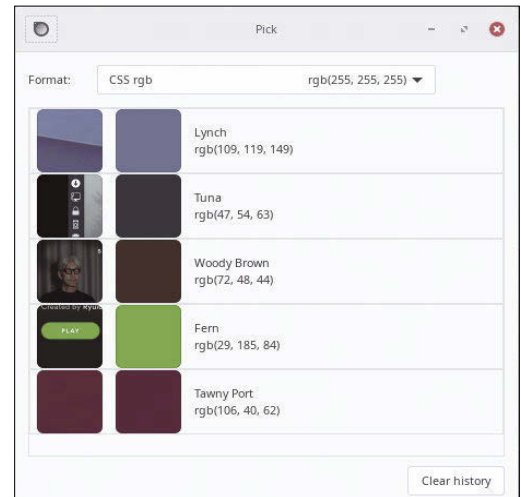 Pick
Format: CSS rgb rgb(255, 255, 255)
Lynch
rgb(109, 119, 149)
Tuna
rgb(47, 54, 63)
Woody Brown
rgb(72, 48, 44)
Created by
PLAY
Fern
rgb(29, 185, 84)
Tawny Port
rgb(106, 40, 62)
Clear history